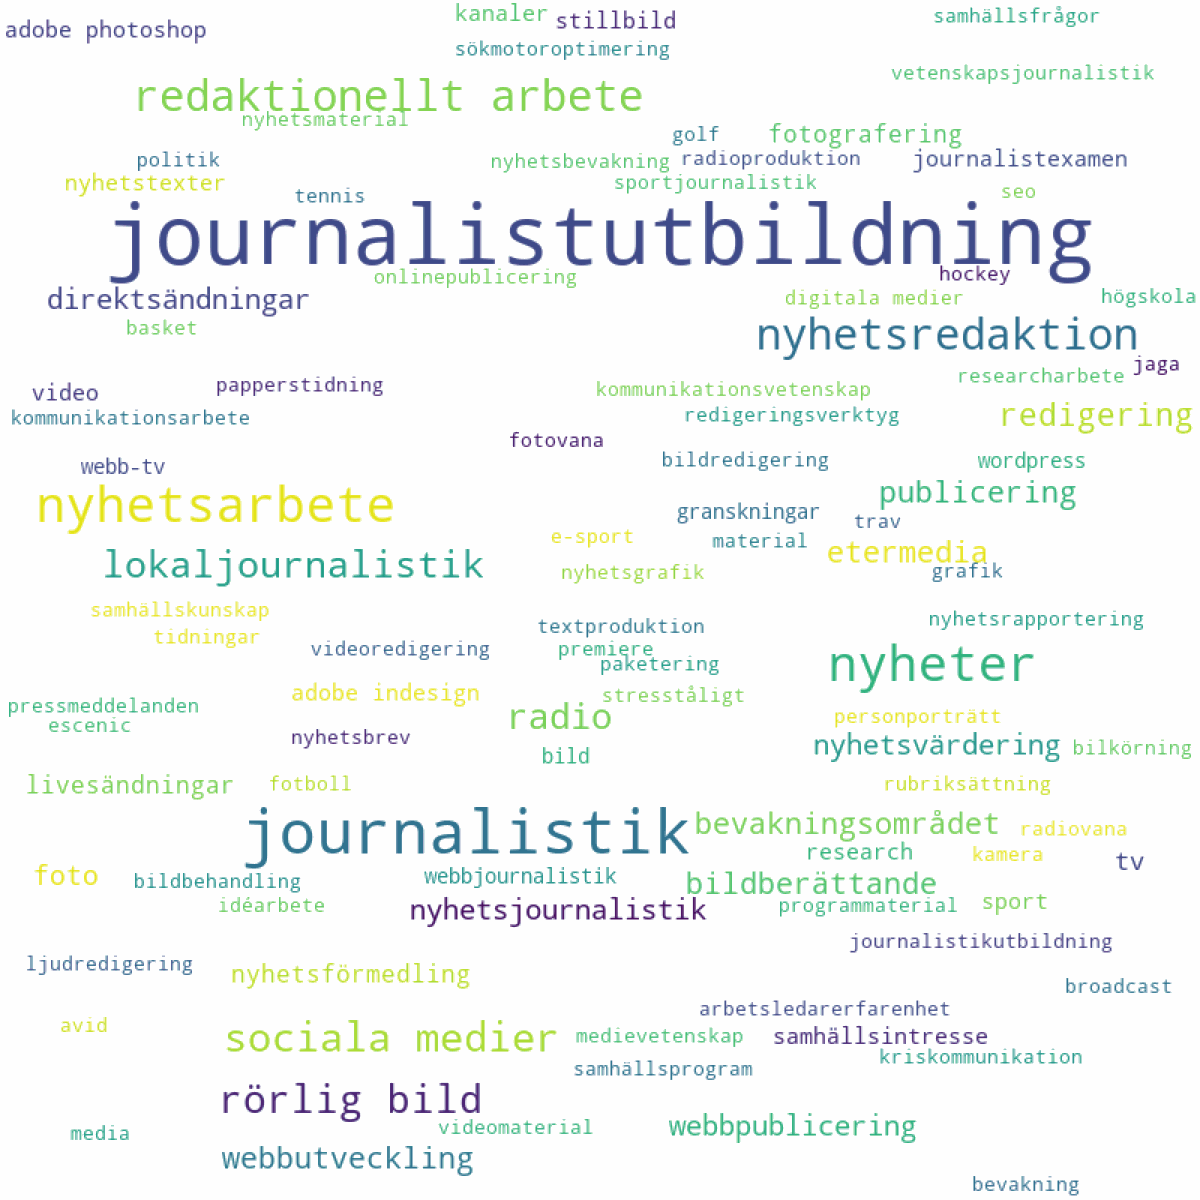 kanaler
samhällsfrågor
stillbild
adobe photoshop
sökmotoroptimering
vetenskapsjournalistik
redaktionellt arbete
nyhetsmaterial
golf
fotografering
politik
nyhetsbevakning
radioproduktion
journalistexamen
nyhetstexter
sportjournalistik
tennis
seo
journalistutbildning
onlinepublicering
hockey
direktsändningar
digitala medier
högskola
basket
nyhetsredaktion
jaga
researcharbete
video
papperstidning
kommunikationsvetenskap
kommunikationsarbete
redigeringsverktyg
redigering
fotovana
webb-tv
bildredigering
wordpress
nyhetsarbete
publicering
granskningar
trav
e-sport
material
etermedia
lokaljournalistik
nyhetsgrafik
grafik
samhällskunskap
tidningar
textproduktion
nyhetsrapportering
videoredigering
premiere
paketering
nyheter
adobe indesign
stresståligt
pressmeddelanden
escenic
radio
personporträtt
nyhetsbrev
bild
nyhetsvärdering
bilkörning
livesändningar
fotboll
rubriksättning
journalistik
bevakningsområdet
radiovana
research
kamera
tv
foto
bildbehandling
webbjournalistik
bildberättande
idéarbete
nyhetsjournalistik
programmaterial
sport
journalistikutbildning
ljudredigering
nyhetsförmedling
broadcast
avid
arbetsledarerfarenhet
sociala medier
medievetenskap
samhällsintresse
kriskommunikation
samhällsprogram
rörlig bild
media
videomaterial
webbpublicering
webbutveckling
bevakning